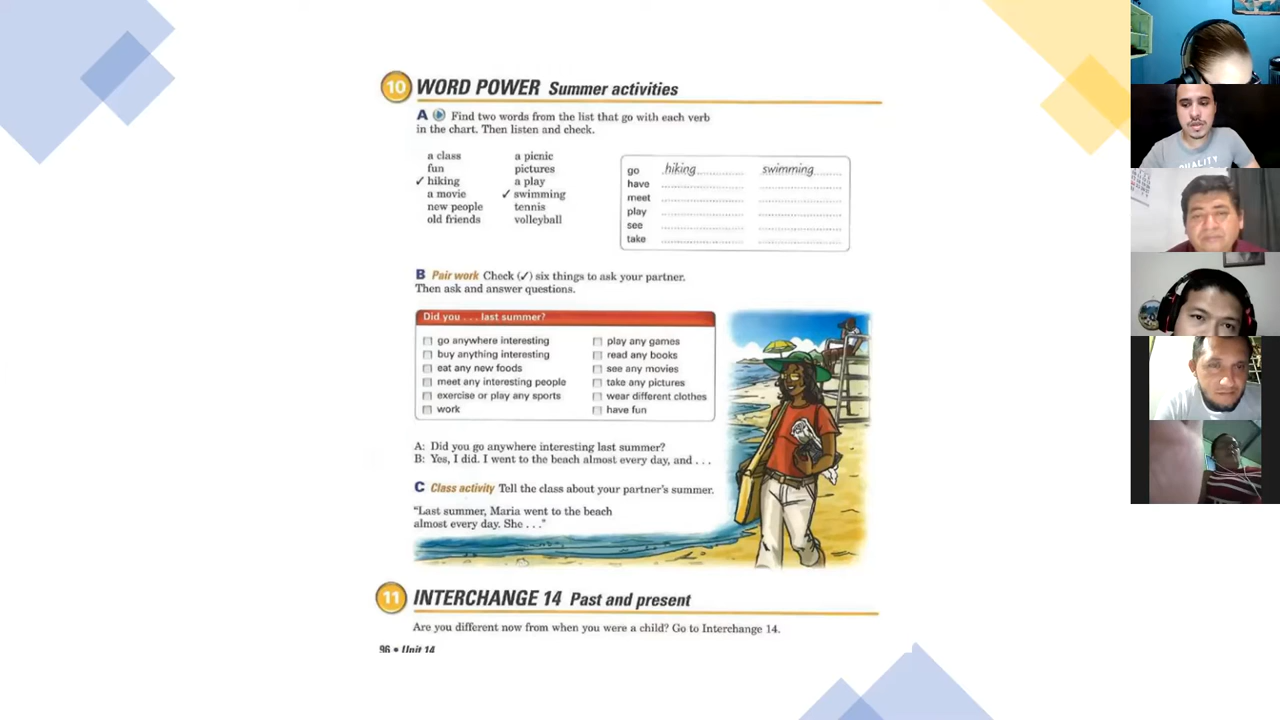 10 WORD POWER Summer activities
A Find two words from the list that go with each verb
in the chart. Then listen and check.
a class
fun
✓ hiking
a movie
new people
old friends
a picnic
pictures
a play
✓ swimming
tennis
volleyball
go hiking swimming
have
meet
play
see
take
B Pair work Check (✓) six things to ask your partner.
Then ask and answer questions.
Did you . . . last summer?
go anywhere interesting
buy anything interesting
eat any new foods
meet any interesting people
exercise or play any sports
work
play any games
read any books
see any movies
take any pictures
wear different clothes
have fun
A: Did you go anywhere interesting last summer?
B: Yes, I did. I went to the beach almost every day, and . . .
C Class activity Tell the class about your partner's summer.
"Last summer, Maria went to the beach
almost every day. She . . ."
11 INTERCHANGE 14 Past and present
Are you different now from when you were a child? Go to Interchange 14.
96 • Unit 14
QUALITY